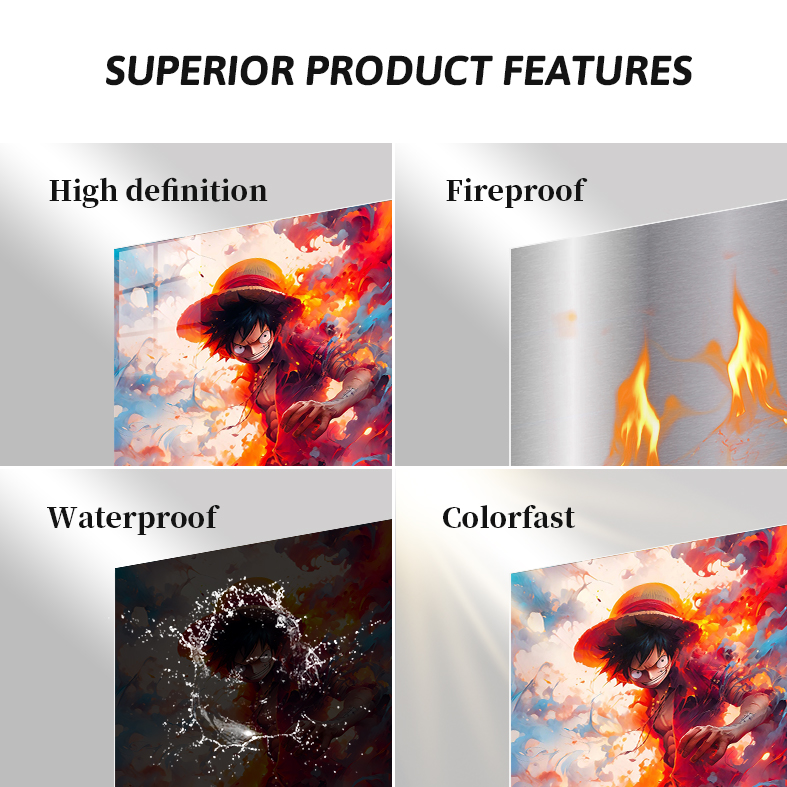 SUPERIOR PRODUCT FEATURES
High definition
Fireproof
Waterproof
Colorfast